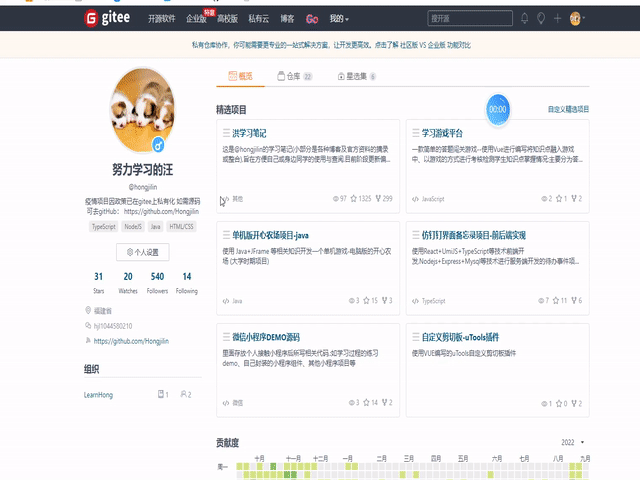 gitee 开源软件 企业版 特惠 高校版 私有云 博客 Go 我的 搜开源
私有仓库协作，你可能需要更专业的一站式解决方案，让开发更高效。点击了解 社区版 VS 企业版 功能对比
概览 仓库 22 星选集 6
精选项目 00:00 自定义精选项目
努力学习的汪
@hongjilin
疫情项目因政策已在gitee上私有化 如需源码
可去gitHub： https://github.com/Hongjilin
TypeScript NodeJS Java HTML/CSS
个人设置
31 20 540 14
Stars Watches Followers Following
福建省
hjl1044580210
https://github.com/Hongjilin
组织
LearnHong 1 2
洪学习笔记
这是@hongjilin的学习笔记(小部分是各种博客及官方资料的摘录
或整合),旨在方便自己或身边同学的使用与查阅.目前阶段更新偏...
其他 97 1325 299
学习游戏平台
一款简单的答题闯关游戏--使用Vue进行编写将知识点融入游戏
中、以游戏的方式进行考核检测学生知识点掌握情况:主要分为答...
JavaScript 2 1 2
单机版开心农场项目-java
使用 Java+JFrame 等相关知识开发一个单机游戏-电脑版的开心农
场 (大学时期项目)
Java 3 15 3
仿钉钉界面备忘录项目-前后端实现
使用React+UmiJS+TypeScript等技术前端开
发,Nodejs+Express+Mysql等技术进行服务端开发的待办事件项...
TypeScript 7 11 6
微信小程序DEMO源码
里面存放个人接触小程序后所写相关代码:如学习过程的练习
demo、自己封装的小程序组件、其他小程序项目等
微信 3 14 2
自定义剪切板-uTools插件
使用VUE编写的uTools自定义剪切板插件
1 0 2
贡献度 2022
十月 十一月 十二月 一月 二月 三月 四月 五月 六月 七月 八月 九月
周一